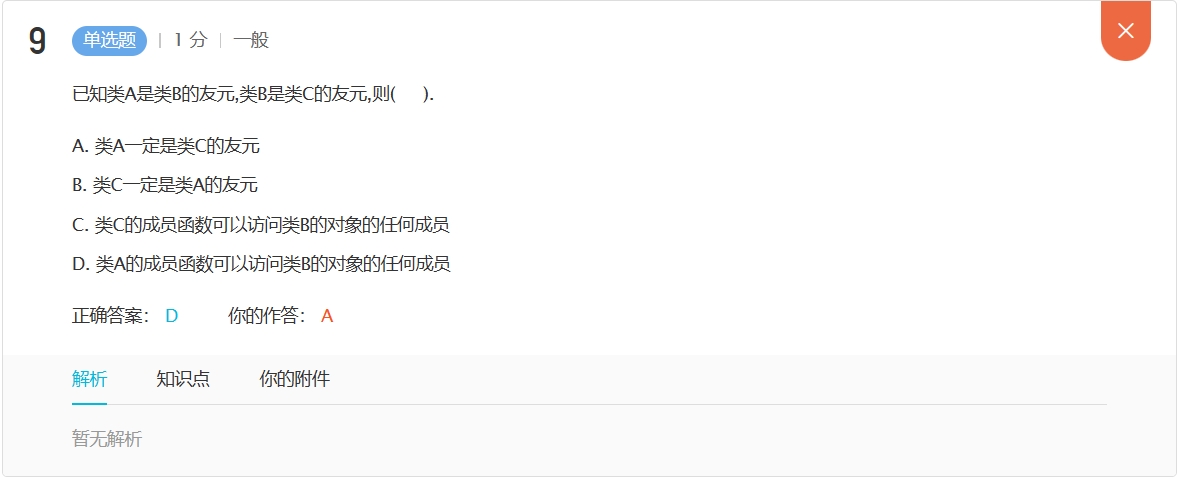 9 单选题 | 1 分 | 一般
已知类A是类B的友元,类B是类C的友元,则( ).
A. 类A一定是类C的友元
B. 类C一定是类A的友元
C. 类C的成员函数可以访问类B的对象的任何成员
D. 类A的成员函数可以访问类B的对象的任何成员
正确答案： D 你的作答： A
解析 知识点 你的附件
暂无解析